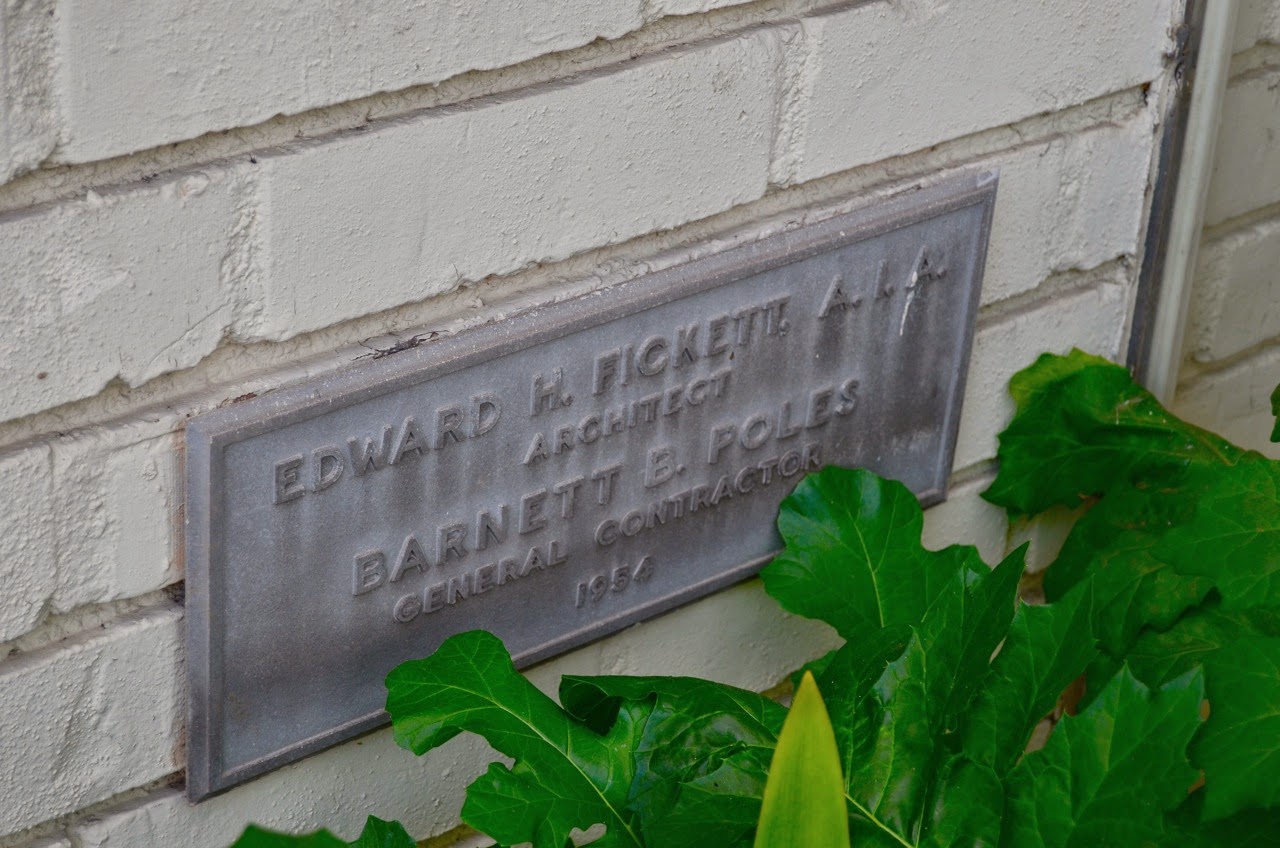 EDWARD H. FICKETT, A.I.A.
ARCHITECT
BARNETT B. POLES
GENERAL CONTRACTOR
1954